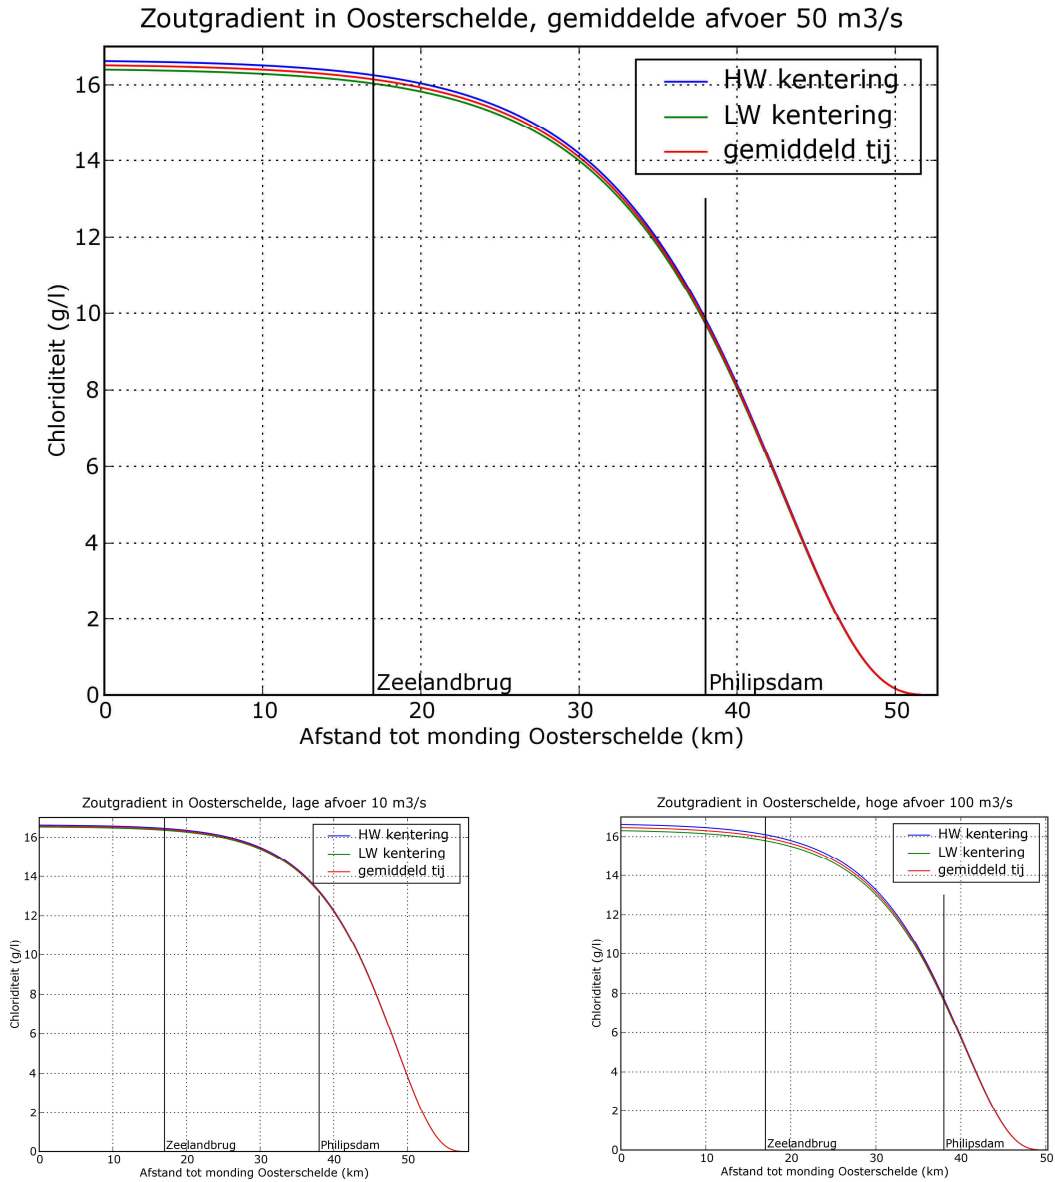 Zoutgradient in Oosterschelde, gemiddelde afvoer 50 m3/s
HW kentering
LW kentering
gemiddeld tij
Chloriditeit (g/l)
16
14
12
10
8
6
4
2
0
Zeelandbrug
Philipsdam
0 10 20 30 40 50
Afstand tot monding Oosterschelde (km)
Zoutgradient in Oosterschelde, lage afvoer 10 m3/s
HW kentering
LW kentering
gemiddeld tij
Chloriditeit (g/l)
16
14
12
10
8
6
4
2
0
Zeelandbrug
Philipsdam
0 10 20 30 40 50
Afstand tot monding Oosterschelde (km)
Zoutgradient in Oosterschelde, hoge afvoer 100 m3/s
HW kentering
LW kentering
gemiddeld tij
Chloriditeit (g/l)
16
14
12
10
8
6
4
2
0
Zeelandbrug
Philipsdam
0 10 20 30 40 50
Afstand tot monding Oosterschelde (km)